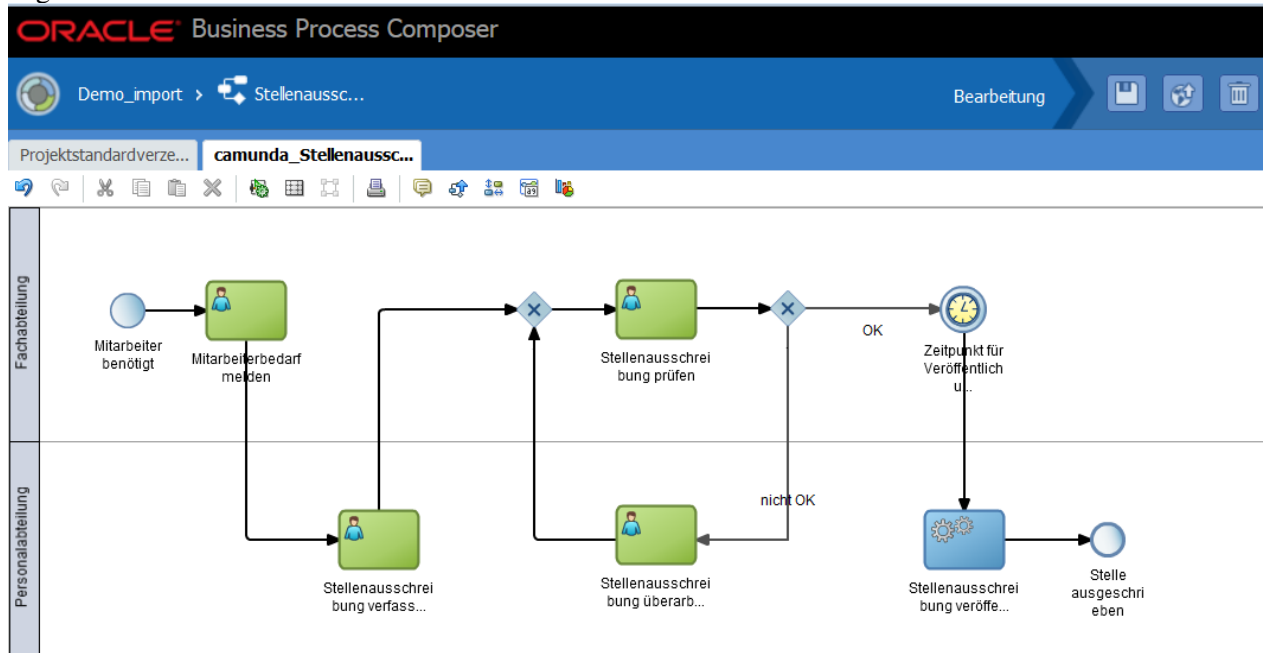 ORACLE Business Process Composer
Demo_import > Stellenaussc...
Bearbeitung
Projektstandardverze...
camunda_Stellenaussc...
Fachabteilung
Mitarbeiter
benötigt
Mitarbeiterbedarf
melden
Stellenausschrei
bung prüfen
OK
Zeitpunkt für
Veröffentlich
u...
Personalabteilung
nicht OK
Stellenausschrei
bung verfass...
Stellenausschrei
bung überarb...
Stellenausschrei
bung veröffe...
Stelle
ausgeschri
eben